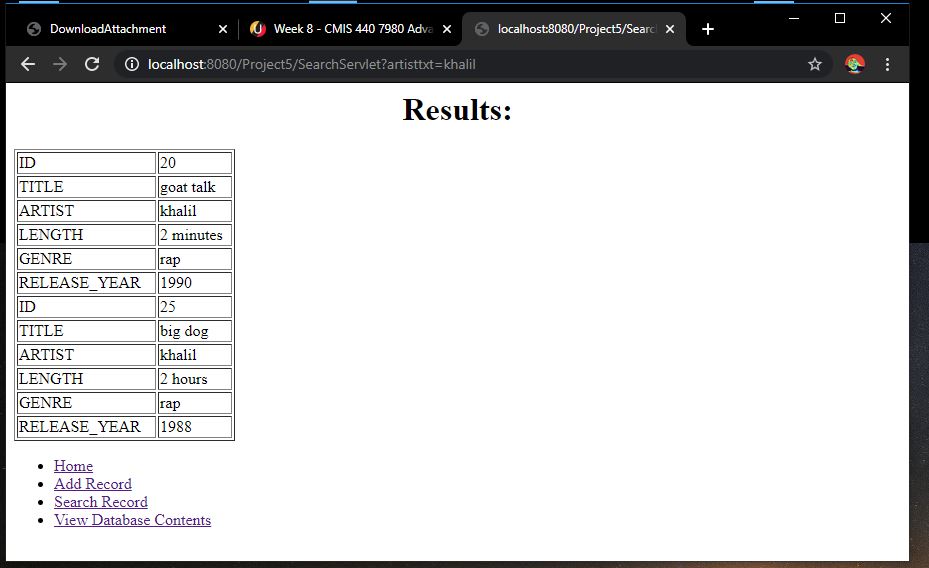 DownloadAttachment
Week 8 - CMIS 440 7980 Adva
localhost:8080/Project5/Searc
localhost:8080/Project5/SearchServlet?artisttxt=khalil
Results:
ID 20
TITLE goat talk
ARTIST khalil
LENGTH 2 minutes
GENRE rap
RELEASE_YEAR 1990
ID 25
TITLE big dog
ARTIST khalil
LENGTH 2 hours
GENRE rap
RELEASE_YEAR 1988
Home
Add Record
Search Record
View Database Contents